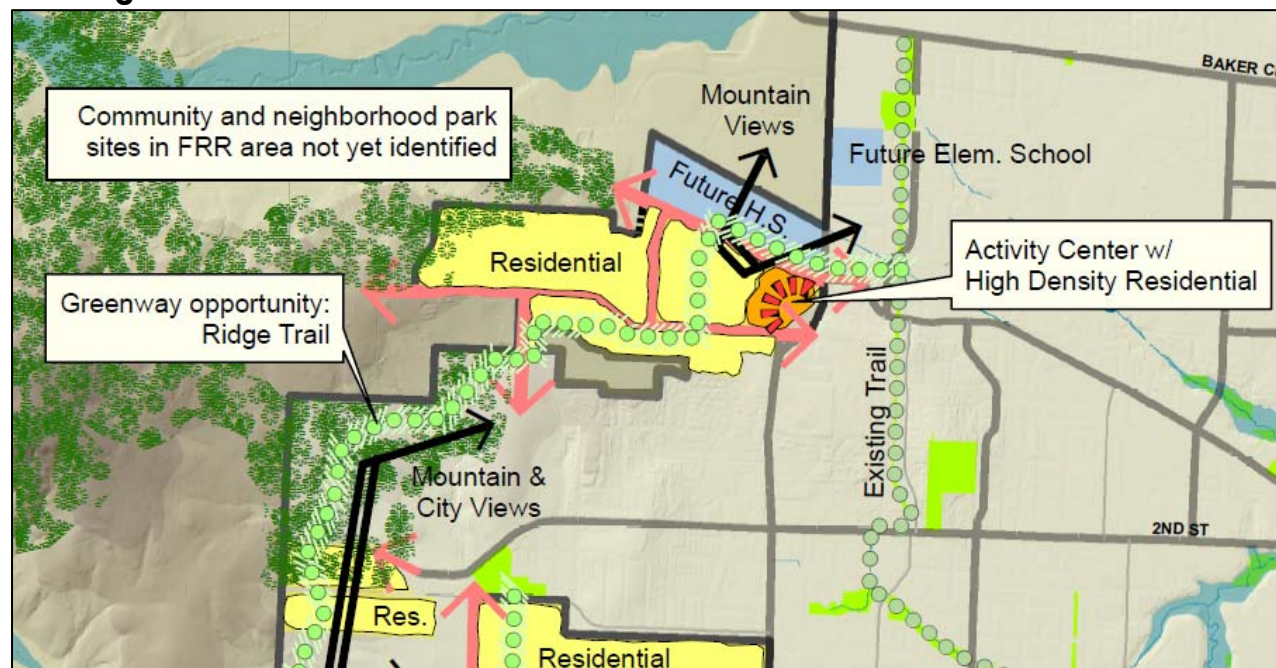 Mountain
Views
BAKER
Community and neighborhood park
sites in FRR area not yet identified
Future Elem. School
Future H.S.
Activity Center w/
High Density Residential
Residential
Greenway opportunity:
Ridge Trail
Existing Trail
Mountain &
City Views
2ND ST
Res.
Residential